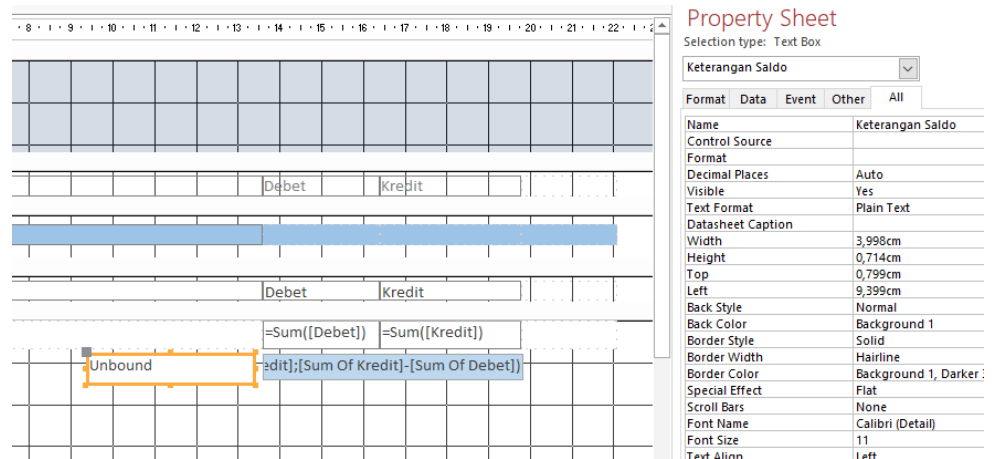 Property Sheet
Selection type: Text Box
Keterangan Saldo
Format Data Event Other All
8 9 10 11 12 13 14 15 16 17 18 19 20 21 22
Debet Kredit
Debet Kredit
=Sum([Debet]) =Sum([Kredit])
Unbound edit];[Sum Of Kredit]-[Sum Of Debet])
Name Keterangan Saldo
Control Source
Format
Decimal Places Auto
Visible Yes
Text Format Plain Text
Datasheet Caption
Width 3,998cm
Height 0,714cm
Top 0,799cm
Left 9,399cm
Back Style Normal
Back Color Background 1
Border Style Solid
Border Width Hairline
Border Color Background 1, Darker
Special Effect Flat
Scroll Bars None
Font Name Calibri (Detail)
Font Size 11
Text Align Left